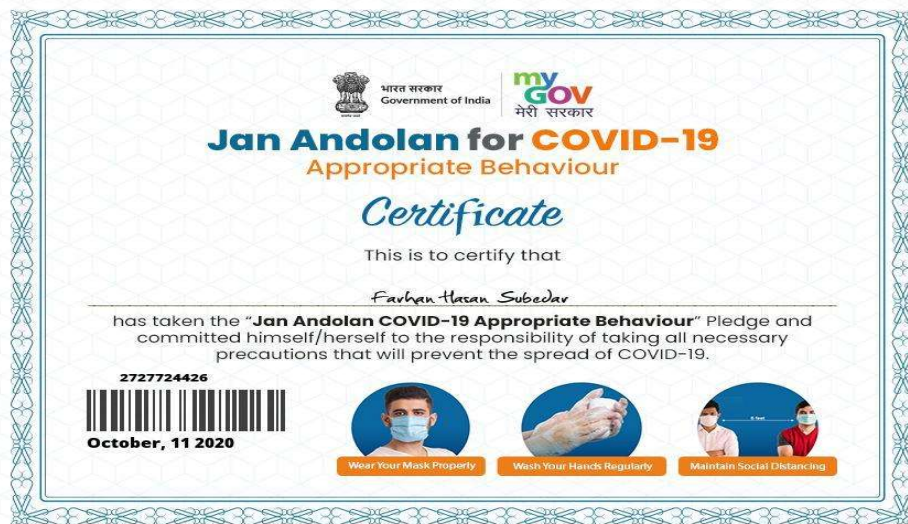 भारत सरकार
Government of India
my
GOV
मेरी सरकार
Jan Andolan for COVID-19
Appropriate Behaviour
Certificate
This is to certify that
Farhan Hasan Subedar
has taken the “Jan Andolan COVID-19 Appropriate Behaviour” Pledge and
committed himself/herself to the responsibility of taking all necessary
precautions that will prevent the spread of COVID-19.
2727724426
October, 11 2020
Wear Your Mask Properly
Wash Your Hands Regularly
Maintain Social Distancing